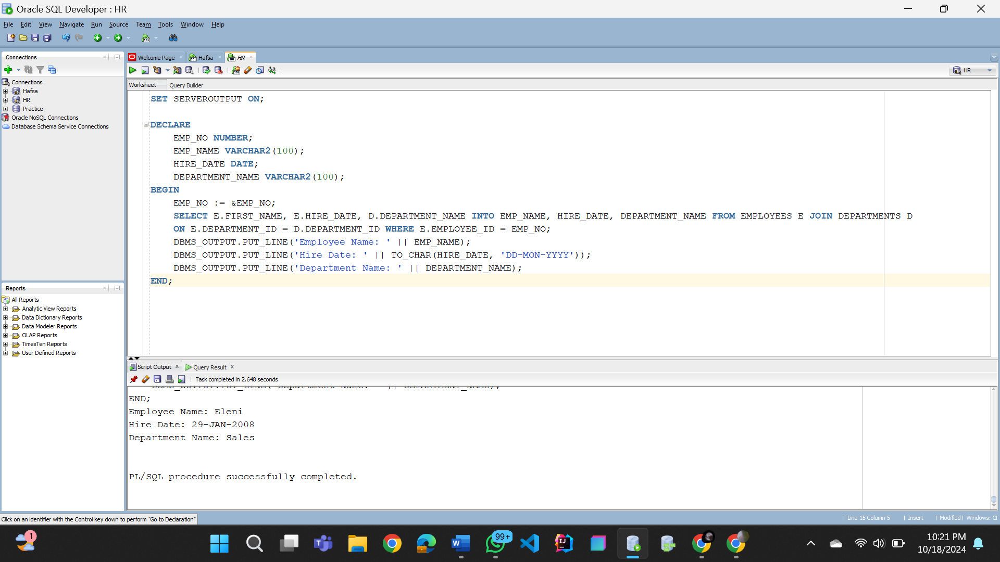 Oracle SQL Developer : HR
File Edit View Navigate Run Source Team Tools Window Help
Connections
Connections
Hafsa
HR
Practice
Oracle NoSQL Connections
Database Schema Service Connections
Reports
All Reports
Analytic View Reports
Data Dictionary Reports
Data Modeler Reports
OLAP Reports
TimesTen Reports
User Defined Reports
Welcome Page Hafsa HR
HR
Worksheet Query Builder
SET SERVEROUTPUT ON;
DECLARE
EMP_NO NUMBER;
EMP_NAME VARCHAR2(100);
HIRE_DATE DATE;
DEPARTMENT_NAME VARCHAR2(100);
BEGIN
EMP_NO := &EMP_NO;
SELECT E.FIRST_NAME, E.HIRE_DATE, D.DEPARTMENT_NAME INTO EMP_NAME, HIRE_DATE, DEPARTMENT_NAME FROM EMPLOYEES E JOIN DEPARTMENTS D
ON E.DEPARTMENT_ID = D.DEPARTMENT_ID WHERE E.EMPLOYEE_ID = EMP_NO;
DBMS_OUTPUT.PUT_LINE('Employee Name: ' || EMP_NAME);
DBMS_OUTPUT.PUT_LINE('Hire Date: ' || TO_CHAR(HIRE_DATE, 'DD-MON-YYYY'));
DBMS_OUTPUT.PUT_LINE('Department Name: ' || DEPARTMENT_NAME);
END;
Script Output Query Result
Task completed in 2.648 seconds
DBMS_OUTPUT.PUT_LINE('Department Name: ' || DEPARTMENT_NAME);
END;
Employee Name: Eleni
Hire Date: 29-JAN-2008
Department Name: Sales
PL/SQL procedure successfully completed.
Click on an identifier with the Control key down to perform "Go to Declaration"
Line 15 Column 5 Insert Modified Windows: CF
1
99+
10:21 PM
10/18/2024